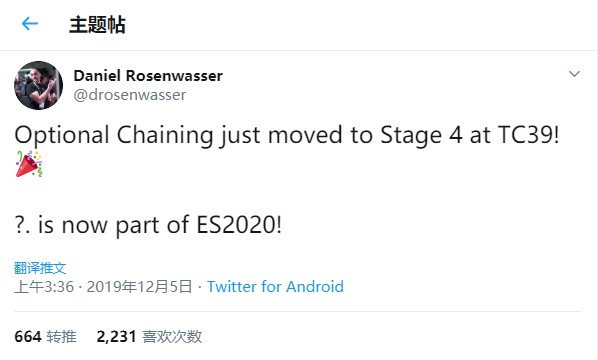 主题帖
Daniel Rosenwasser
@drosenwasser
Optional Chaining just moved to Stage 4 at TC39!
🎉
?. is now part of ES2020!
翻译推文
上午3:36 · 2019年12月5日 · Twitter for Android
664 转推 2,231 喜欢次数